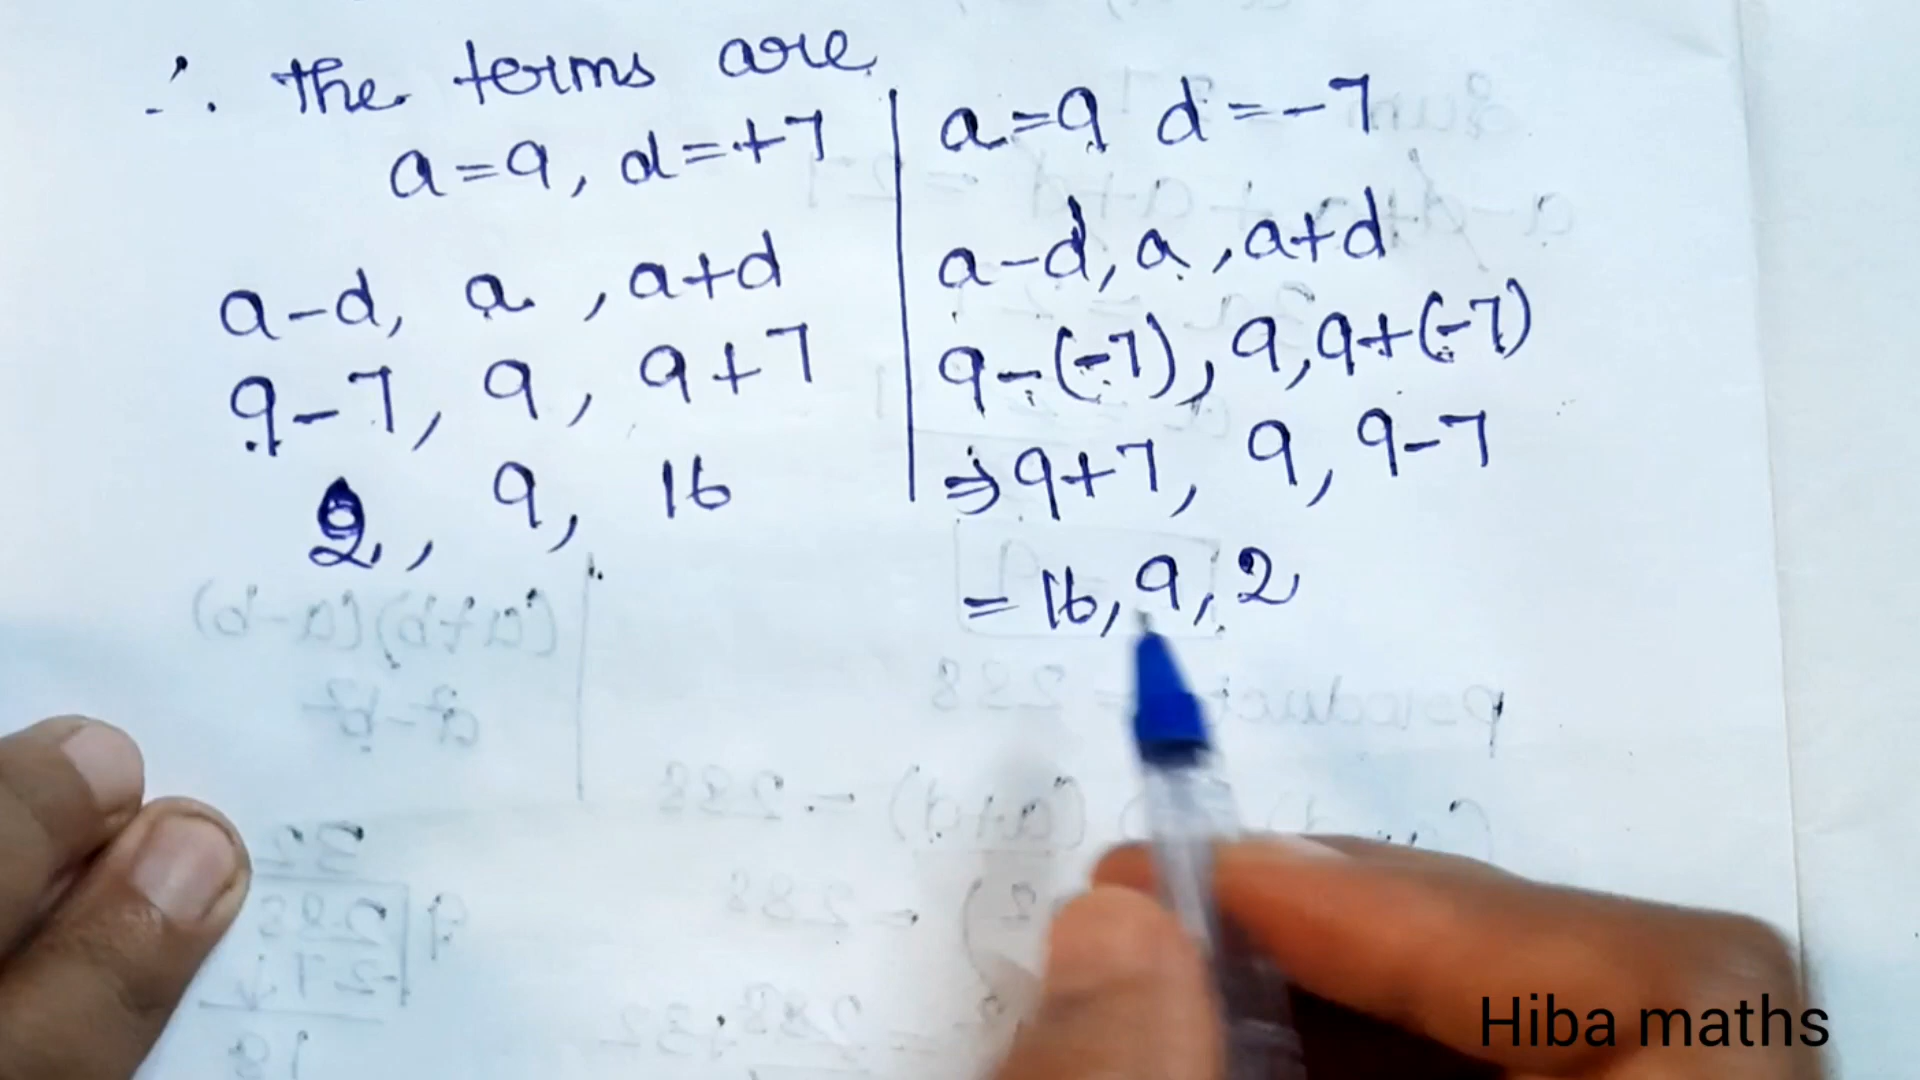 ∴ The terms are
a=9, d=+7
a-d, a, a+d
9-7, 9, 9+7
2, 9, 16
a=9 d=-7
a-d, a, a+d
9-(-7), 9, 9+(-7)
⇒ 9+7, 9, 9-7
= 16, 9, 2
Hiba maths